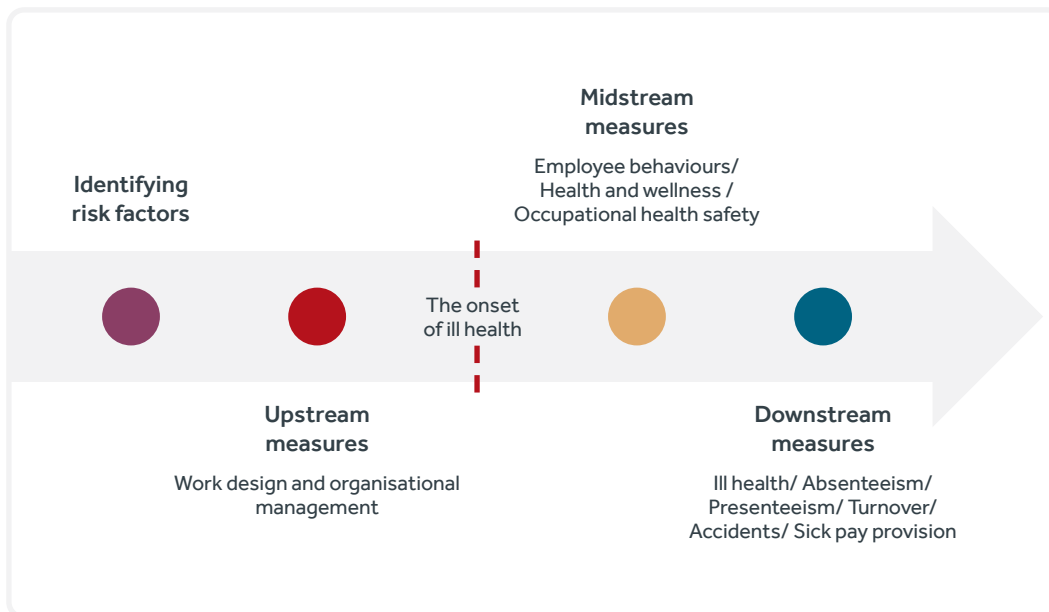 Identifying
risk factors
Upstream
measures
Work design and organisational
management
The onset
of ill health
Midstream
measures
Employee behaviours/
Health and wellness /
Occupational health safety
Downstream
measures
Ill health/ Absenteeism/
Presenteeism/ Turnover/
Accidents/ Sick pay provision